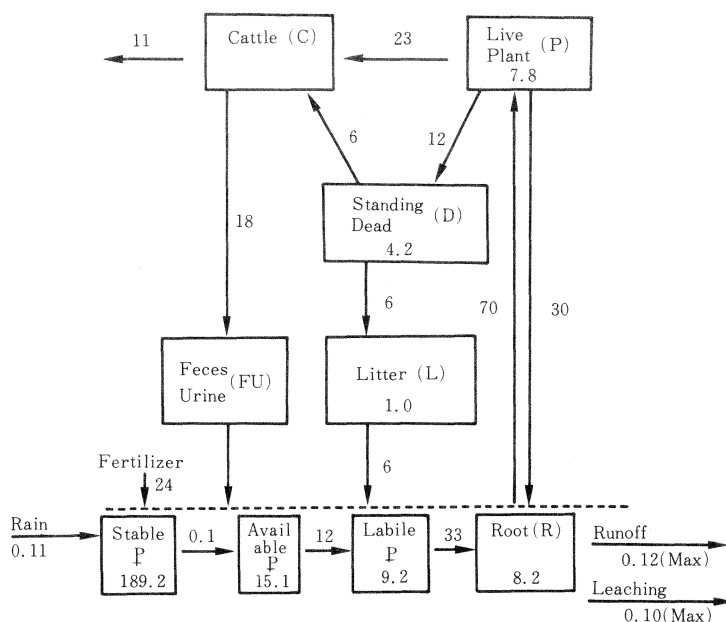 11
Cattle (C)
23
Live
Plant (P)
7.8
6
12
Standing (D)
Dead
4.2
18
6
70
30
Feces
Urine (FU)
Litter (L)
1.0
Fertilizer
24
6
Rain
0.11
Stable
P
189.2
0.1
Avail
able
P
15.1
12
Labile
P
9.2
33
Root(R)
8.2
Runoff
0.12(Max)
Leaching
0.10(Max)